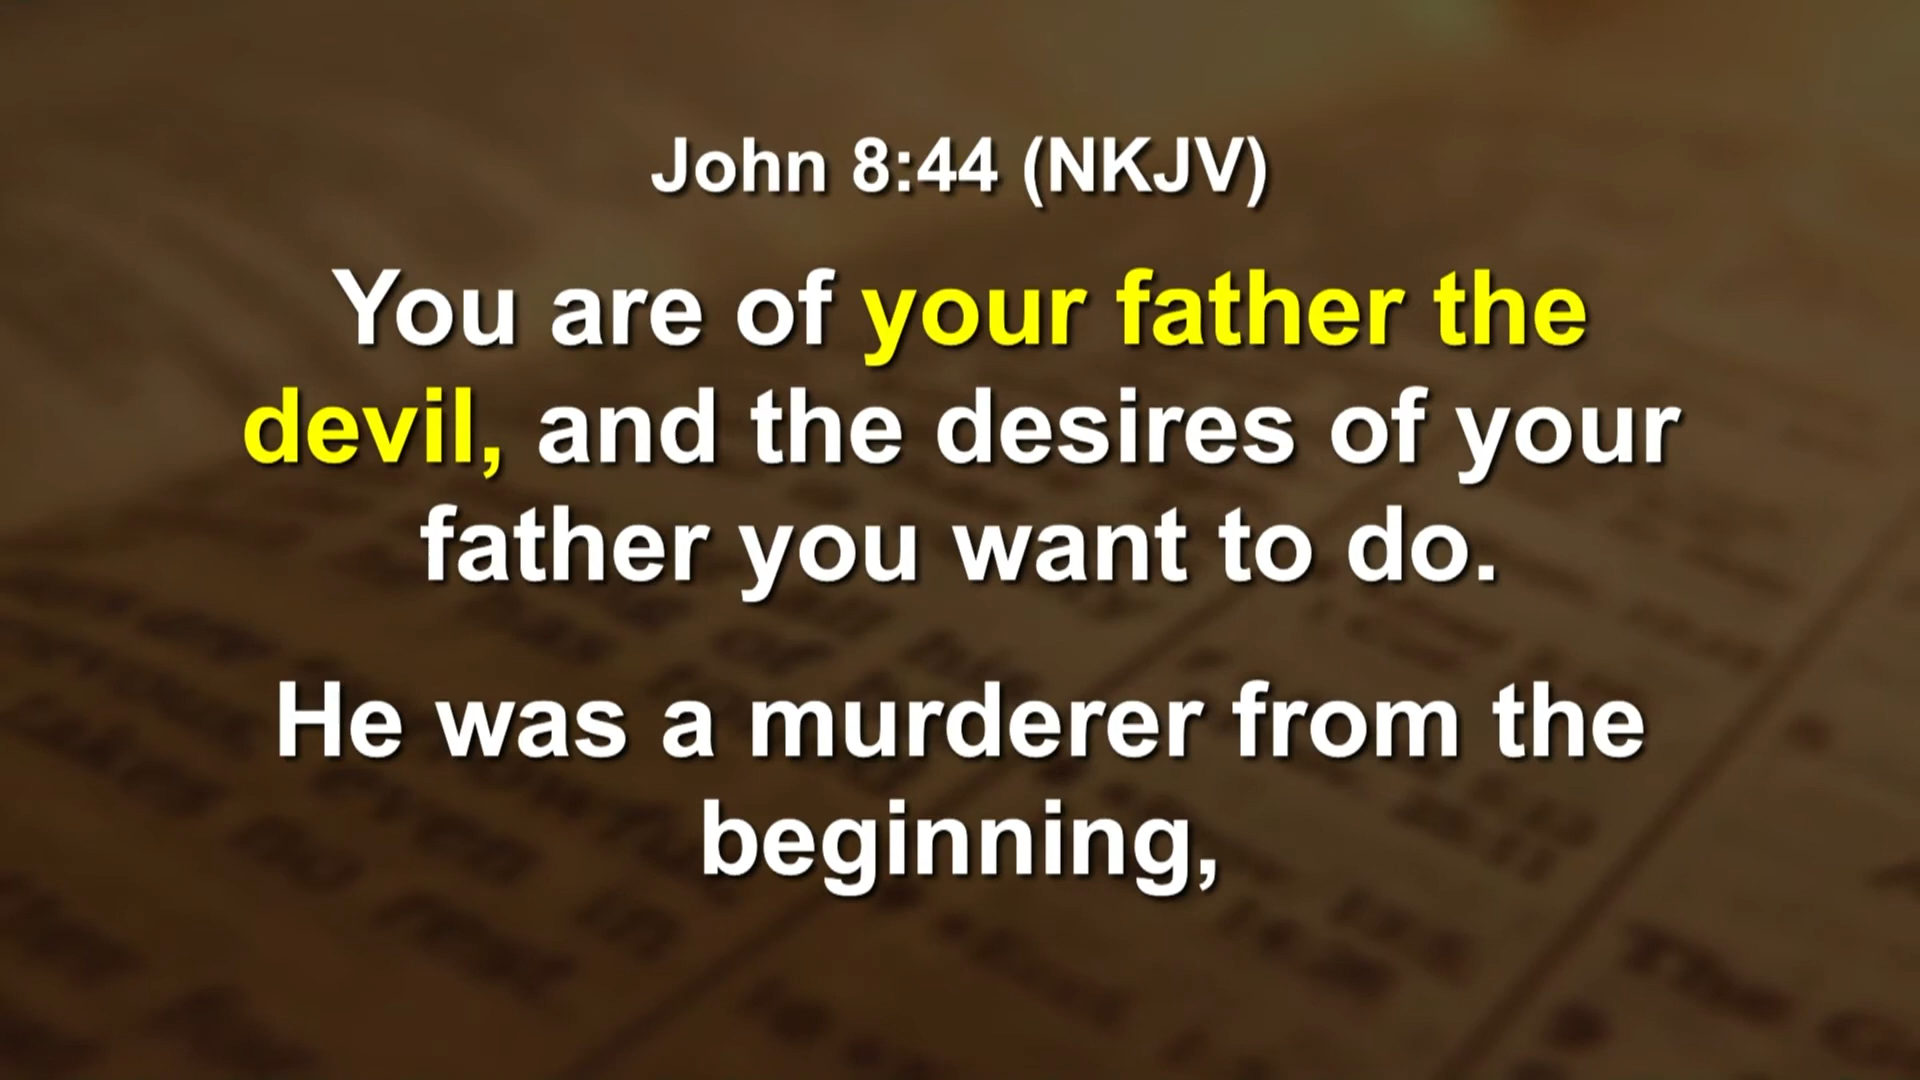 John 8:44 (NKJV)
You are of your father the
devil, and the desires of your
father you want to do.
He was a murderer from the
beginning,